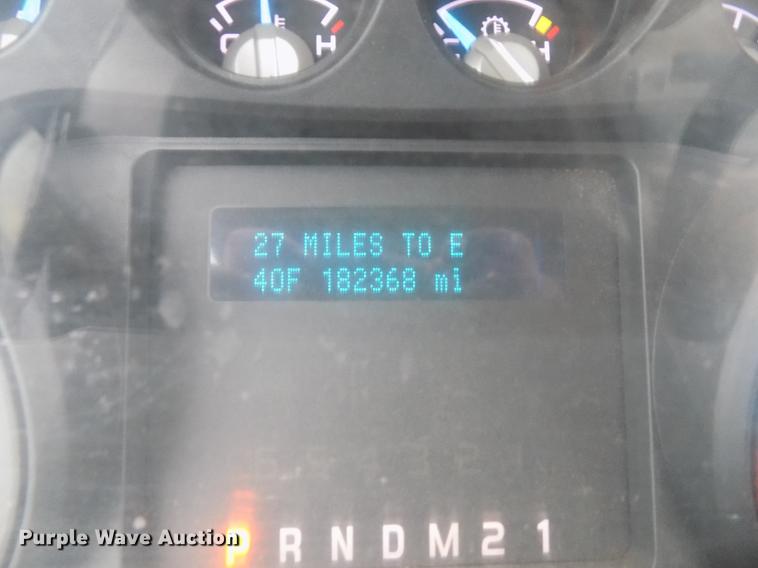 C H H
27 MILES TO E
40F 182368 mi
P R N D M 2 1
Purple Wave Auction